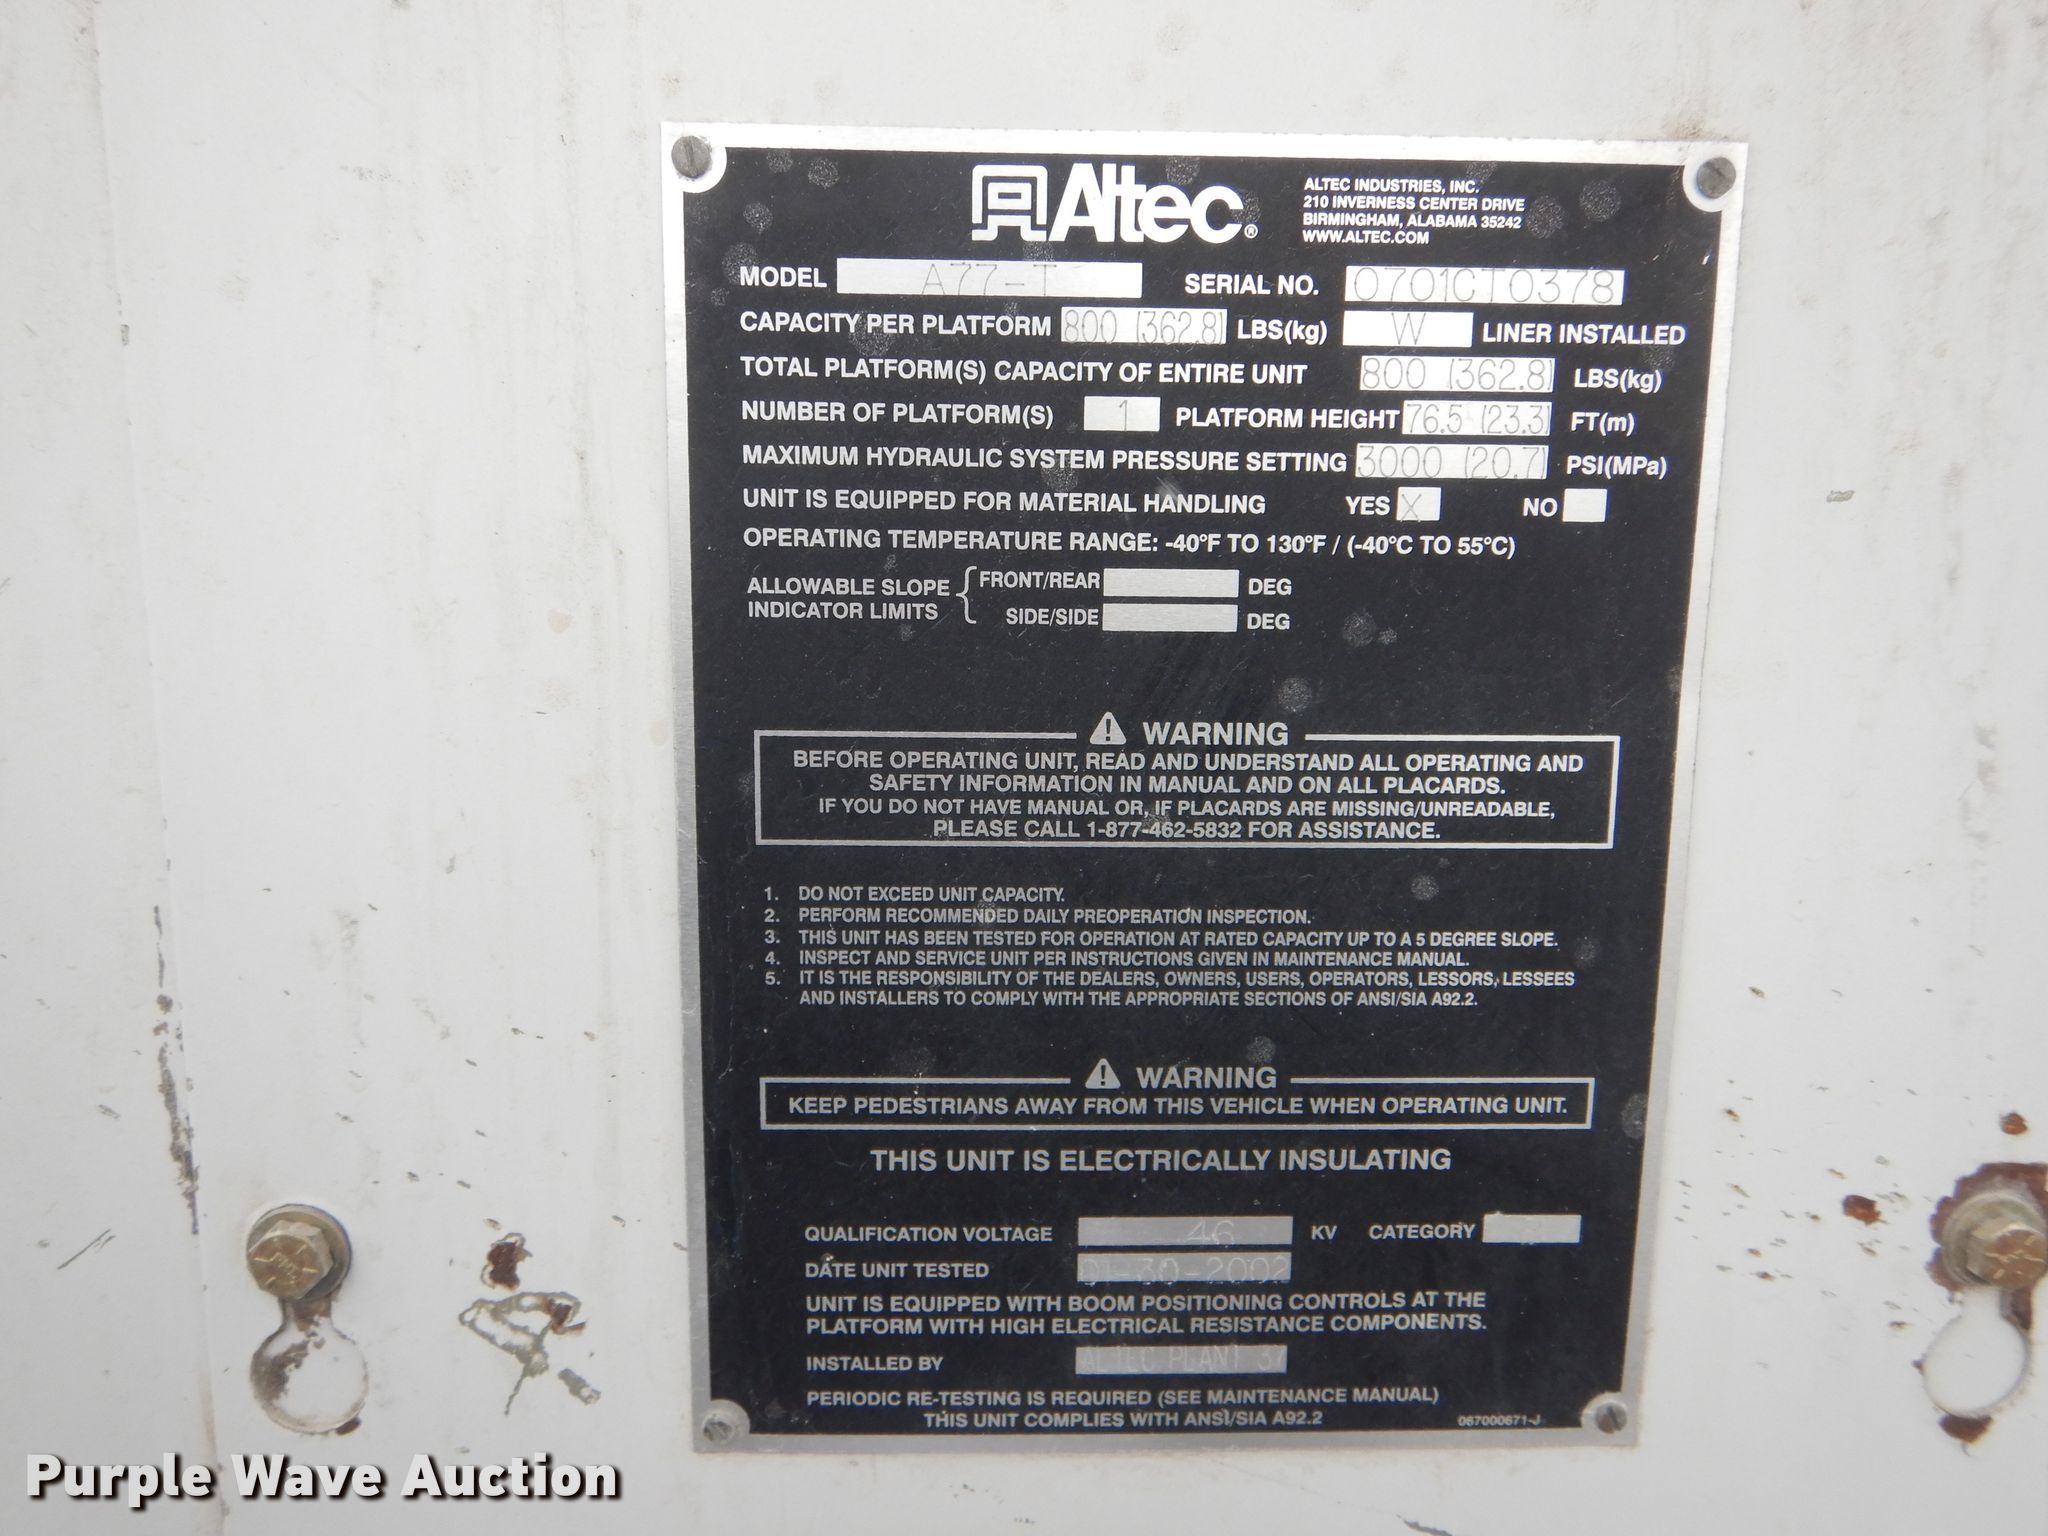 Altec®
ALTEC INDUSTRIES, INC.
210 INVERNESS CENTER DRIVE
BIRMINGHAM, ALABAMA 35242
WWW.ALTEC.COM
MODEL A77-T SERIAL NO. 0701CT0378
CAPACITY PER PLATFORM 800 (362.8) LBS(kg) W LINER INSTALLED
TOTAL PLATFORM(S) CAPACITY OF ENTIRE UNIT 800 (362.8) LBS(kg)
NUMBER OF PLATFORM(S) 1 PLATFORM HEIGHT 76.5 (23.3) FT(m)
MAXIMUM HYDRAULIC SYSTEM PRESSURE SETTING 3000 (20.7) PSI(MPa)
UNIT IS EQUIPPED FOR MATERIAL HANDLING YES X NO
OPERATING TEMPERATURE RANGE: -40°F TO 130°F / (-40°C TO 55°C)
ALLOWABLE SLOPE INDICATOR LIMITS
FRONT/REAR DEG
SIDE/SIDE DEG
WARNING
BEFORE OPERATING UNIT, READ AND UNDERSTAND ALL OPERATING AND
SAFETY INFORMATION IN MANUAL AND ON ALL PLACARDS.
IF YOU DO NOT HAVE MANUAL OR, IF PLACARDS ARE MISSING/UNREADABLE,
PLEASE CALL 1-877-462-5832 FOR ASSISTANCE.
1. DO NOT EXCEED UNIT CAPACITY.
2. PERFORM RECOMMENDED DAILY PREOPERATION INSPECTION.
3. THIS UNIT HAS BEEN TESTED FOR OPERATION AT RATED CAPACITY UP TO A 5 DEGREE SLOPE.
4. INSPECT AND SERVICE UNIT PER INSTRUCTIONS GIVEN IN MAINTENANCE MANUAL.
5. IT IS THE RESPONSIBILITY OF THE DEALERS, OWNERS, USERS, OPERATORS, LESSORS, LESSEES
AND INSTALLERS TO COMPLY WITH THE APPROPRIATE SECTIONS OF ANSI/SIA A92.2.
WARNING
KEEP PEDESTRIANS AWAY FROM THIS VEHICLE WHEN OPERATING UNIT.
THIS UNIT IS ELECTRICALLY INSULATING
QUALIFICATION VOLTAGE 46 KV CATEGORY
DATE UNIT TESTED 01-30-2002
UNIT IS EQUIPPED WITH BOOM POSITIONING CONTROLS AT THE
PLATFORM WITH HIGH ELECTRICAL RESISTANCE COMPONENTS.
INSTALLED BY ALTEC PLANT 37
PERIODIC RE-TESTING IS REQUIRED (SEE MAINTENANCE MANUAL)
THIS UNIT COMPLIES WITH ANSI/SIA A92.2
067000671-J
Purple Wave Auction